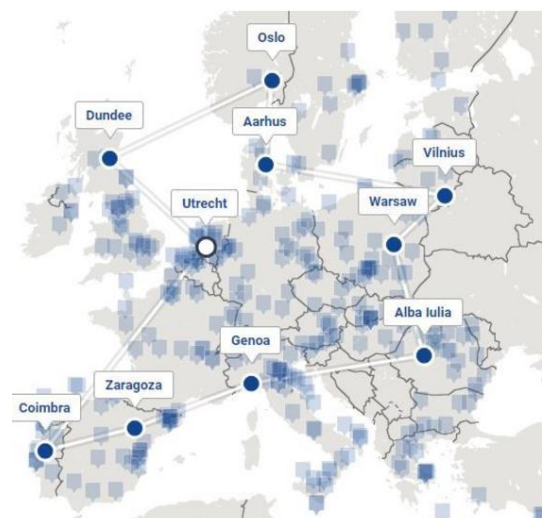 Oslo
Dundee
Aarhus
Vilnius
Utrecht
Warsaw
Alba Iulia
Genoa
Zaragoza
Coimbra